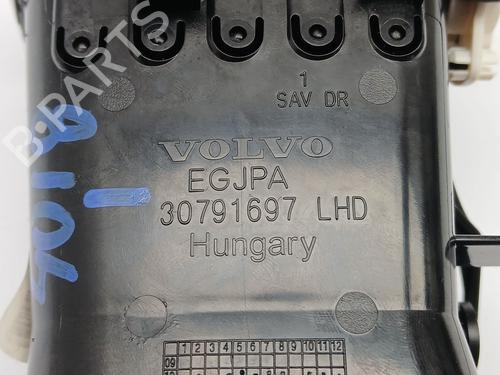 1
SAV DR
VOLVO
EGJPA
30791697 LHD
Hungary
B-PARTS
1 2 3 4 5 6 7 8 9 10 11 12
09